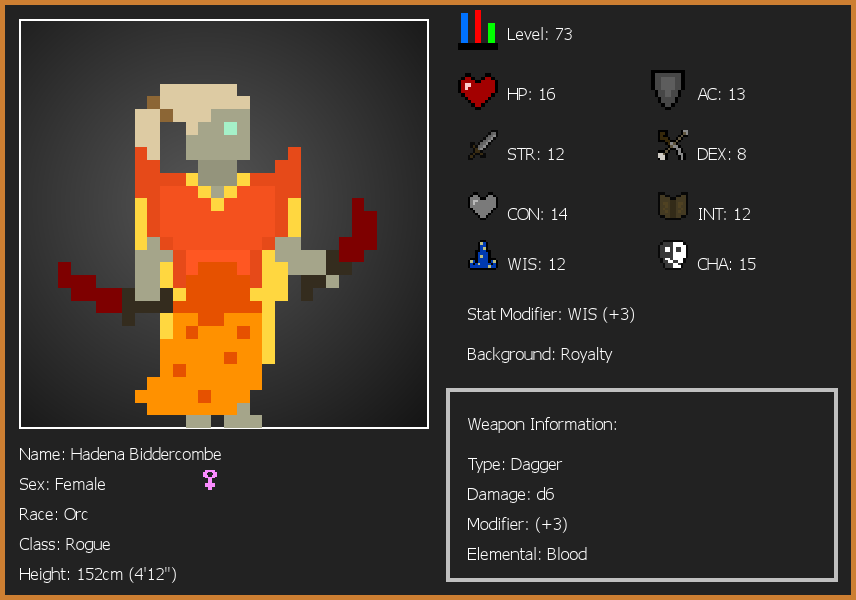 Level: 73
HP: 16
AC: 13
STR: 12
DEX: 8
CON: 14
INT: 12
WIS: 12
CHA: 15
Stat Modifier: WIS (+3)
Background: Royalty
Weapon Information:
Type: Dagger
Damage: d6
Modifier: (+3)
Elemental: Blood
Name: Hadena Biddercombe
Sex: Female
Race: Orc
Class: Rogue
Height: 152cm (4'12")